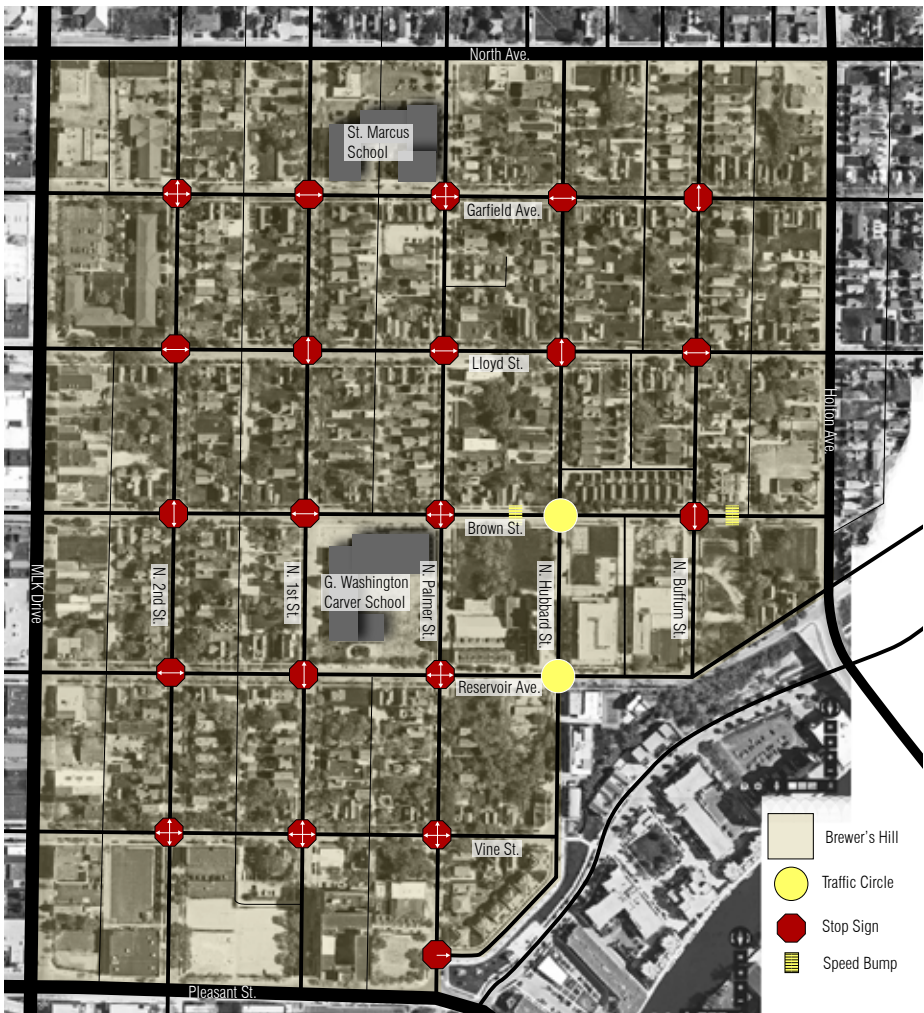 North Ave.
St. Marcus
School
Garfield Ave.
Lloyd St.
Holton Ave.
Brown St.
MLK Drive
N. 2nd St.
N. 1st St.
G. Washington
Carver School
N. Palmer St.
N. Hubbard St.
N. Buffum St.
Reservoir Ave.
Vine St.
Pleasant St.
Brewer's Hill
Traffic Circle
Stop Sign
Speed Bump